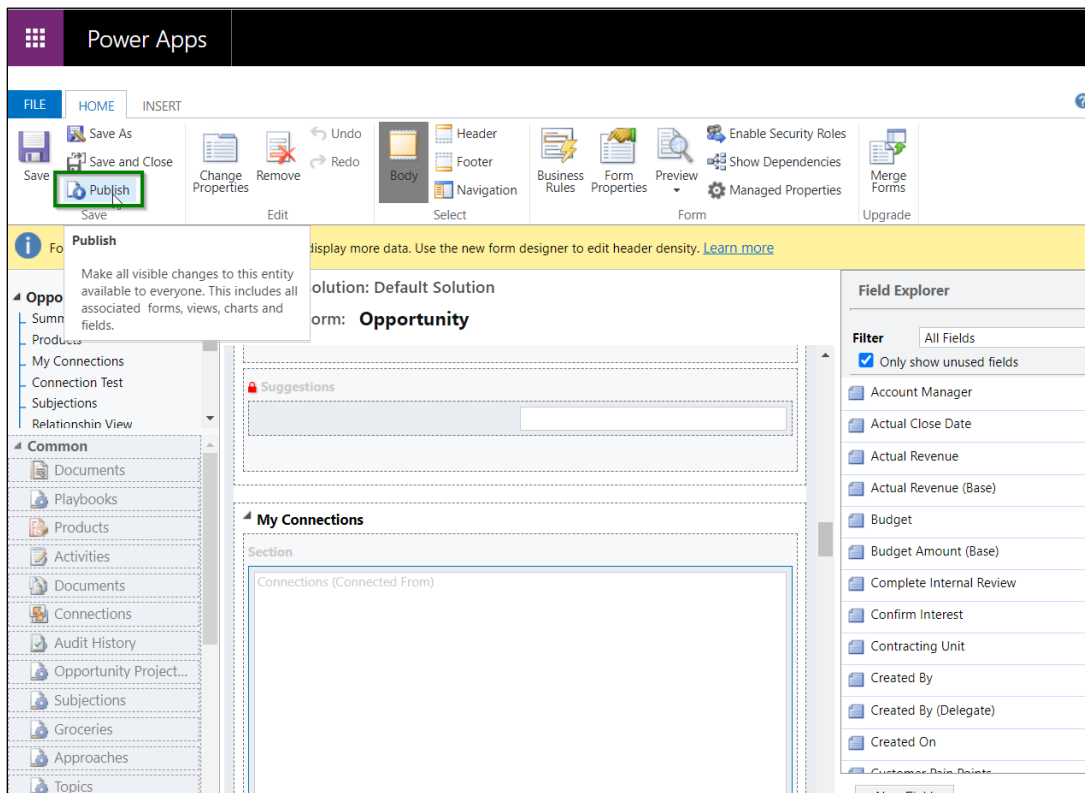 Power Apps
FILE
HOME
INSERT
Save
Save As
Save and Close
Publish
Save
Change
Properties
Remove
Undo
Redo
Edit
Body
Header
Footer
Navigation
Select
Business
Rules
Form
Properties
Preview
Enable Security Roles
Show Dependencies
Managed Properties
Form
Merge
Forms
Upgrade
Publish
Make all visible changes to this entity
available to everyone. This includes all
associated forms, views, charts and
fields.
Fo
display more data. Use the new form designer to edit header density. Learn more
Oppo
Summ
Products
My Connections
Connection Test
Subjections
Relationship View
Common
Documents
Playbooks
Products
Activities
Documents
Connections
Audit History
Opportunity Project...
Subjections
Groceries
Approaches
Topics
olution: Default Solution
orm: Opportunity
Suggestions
My Connections
Section
Connections (Connected From)
Field Explorer
Filter
All Fields
Only show unused fields
Account Manager
Actual Close Date
Actual Revenue
Actual Revenue (Base)
Budget
Budget Amount (Base)
Complete Internal Review
Confirm Interest
Contracting Unit
Created By
Created By (Delegate)
Created On
Customer Pain Points